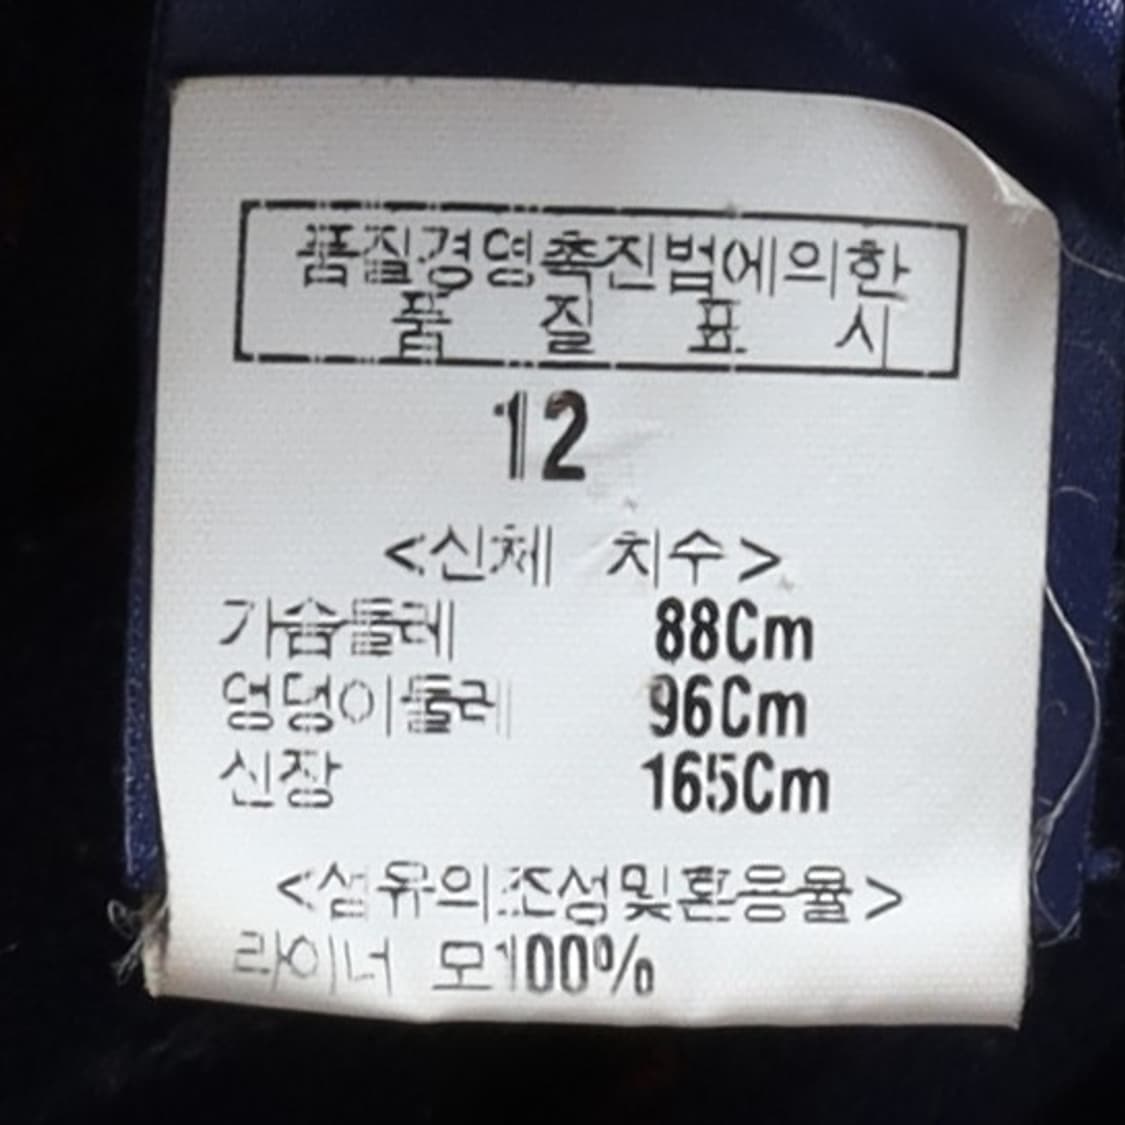 품질경영촉진법에의한
품 질 표 시
12
<신체 치수>
가슴둘레 88Cm
엉덩이둘레 96Cm
신장 165Cm
<섬유의조성및혼용율>
라이너 모100%